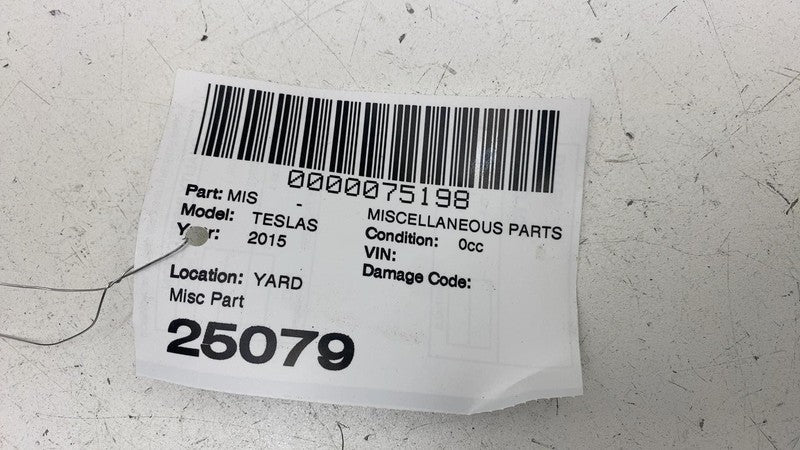 0000075198
Part: MIS - MISCELLANEOUS PARTS
Model: TESLAS Condition: 0cc
Year: 2015 VIN:
Damage Code:
Location: YARD
Misc Part
25079